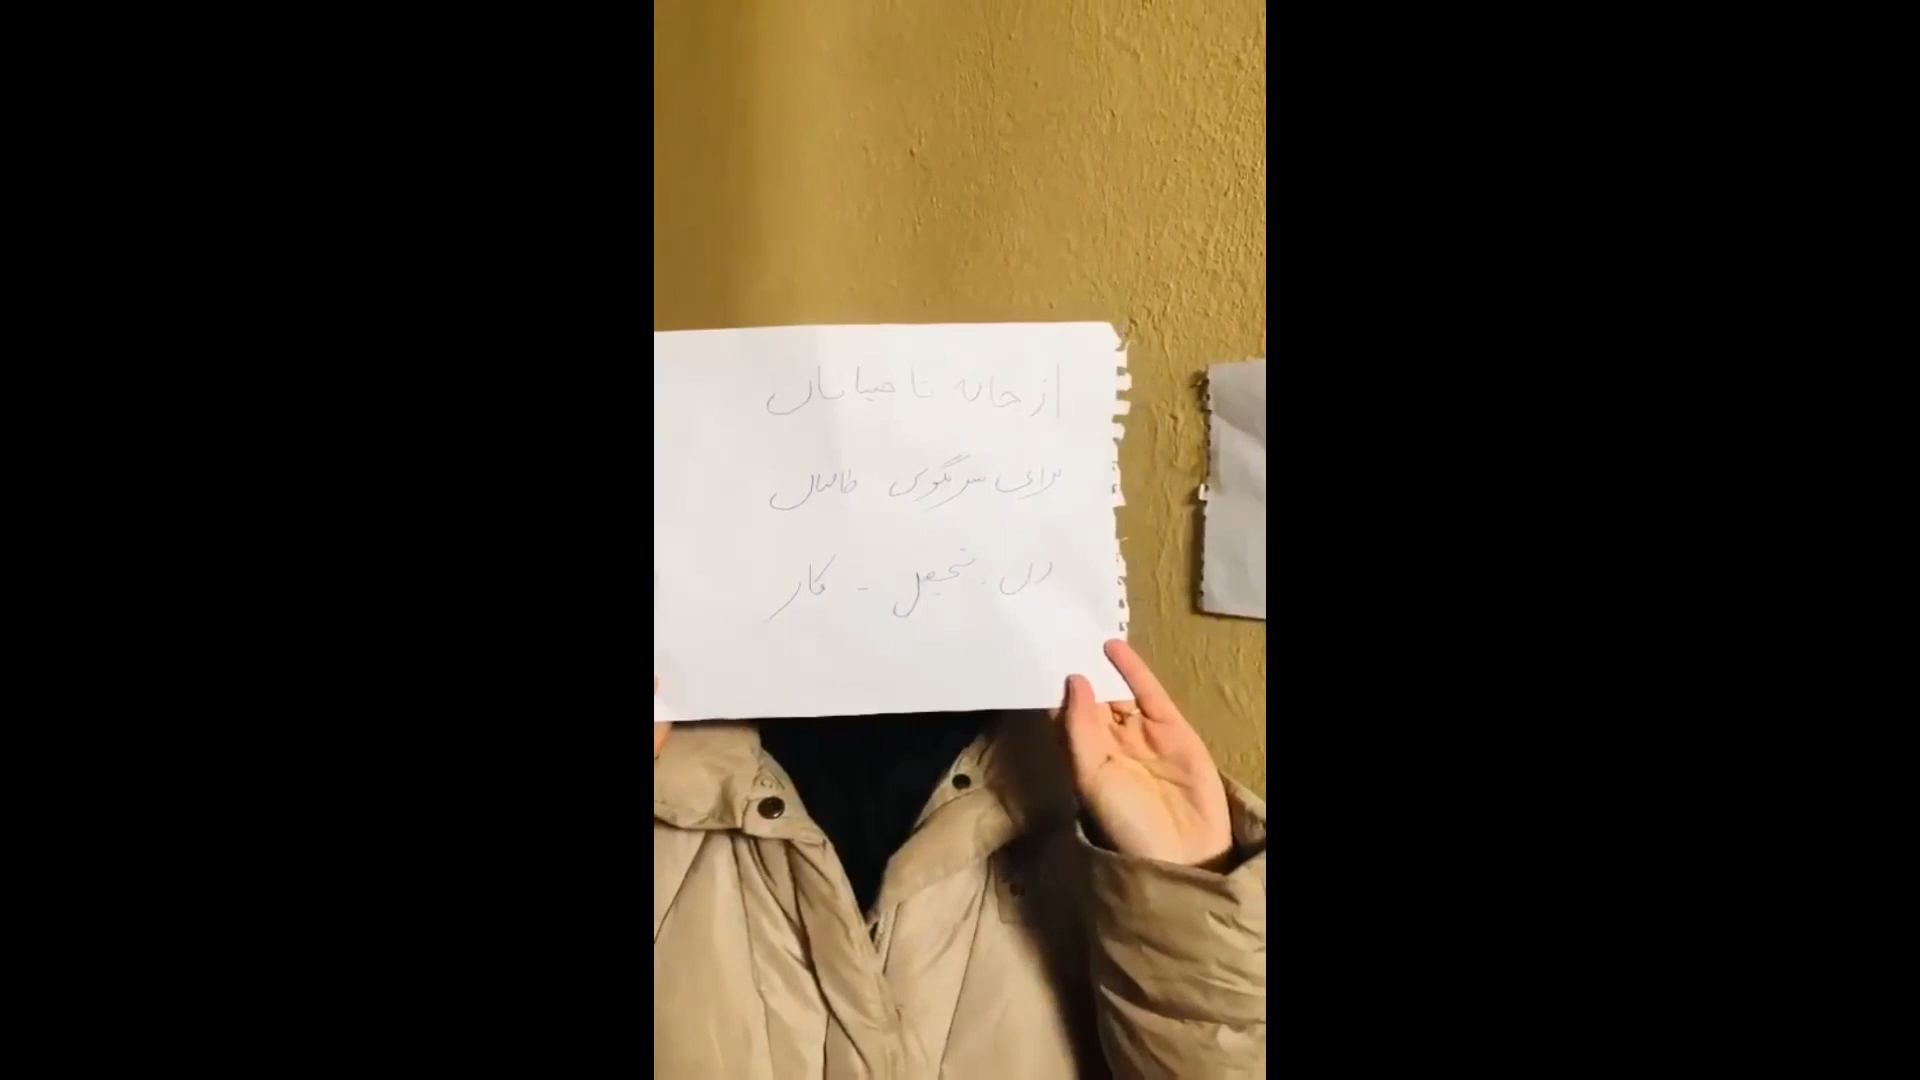 از خانه تا خیابان
برای سرنگونی طالبان
زن - تحصیل - کار